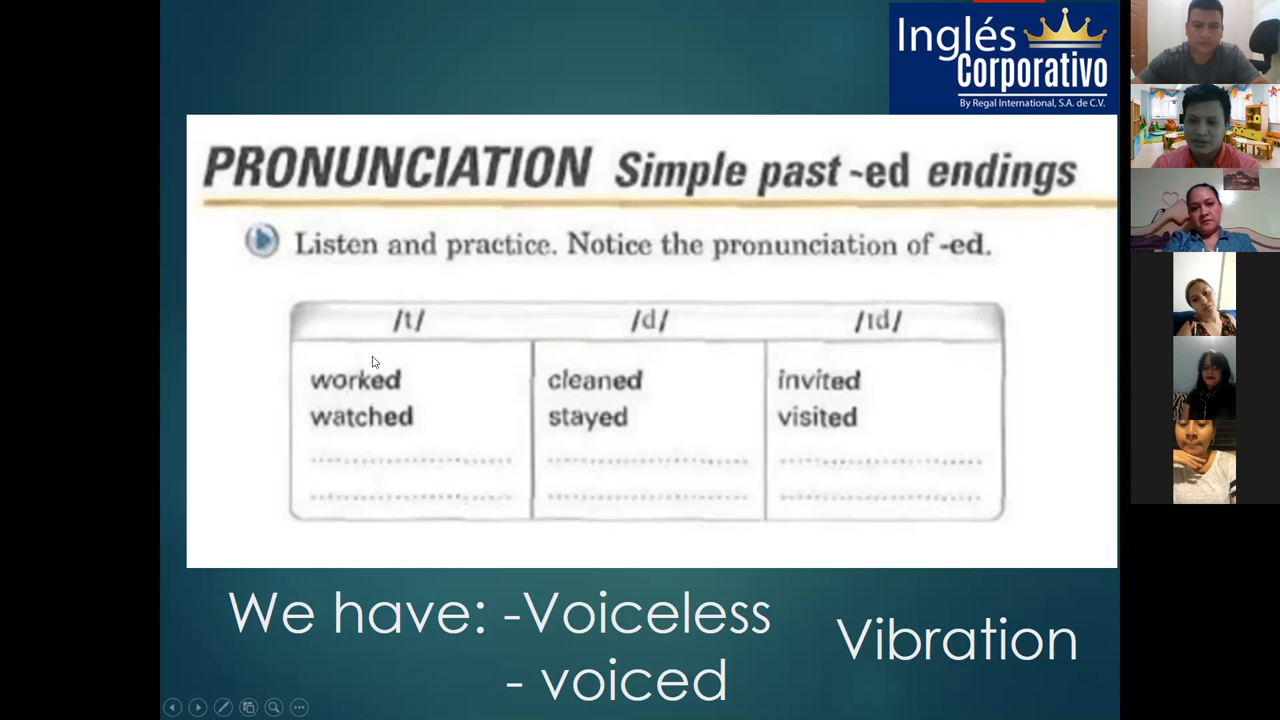 Inglés
Corporativo
By Regal International, S.A. de C.V.
PRONUNCIATION Simple past -ed endings
Listen and practice. Notice the pronunciation of -ed.
/t/ /d/ /ɪd/
worked cleaned invited
watched stayed visited
We have: -Voiceless
Vibration
- voiced